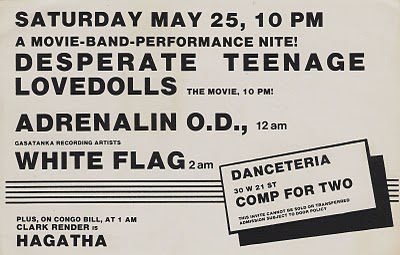 SATURDAY MAY 25, 10 PM
A MOVIE-BAND-PERFORMANCE NITE!
DESPERATE TEENAGE
LOVEDOLLS THE MOVIE, 10 PM!
ADRENALIN O.D., 12 am
GASATANKA RECORDING ARTISTS
WHITE FLAG 2 am
DANCETERIA
30 W 21 ST
COMP FOR TWO
THIS INVITE CANNOT BE SOLD OR TRANSFERRED
ADMISSION SUBJECT TO DOOR POLICY
PLUS, ON CONGO BILL, AT 1 AM
CLARK RENDER IS
HAGATHA